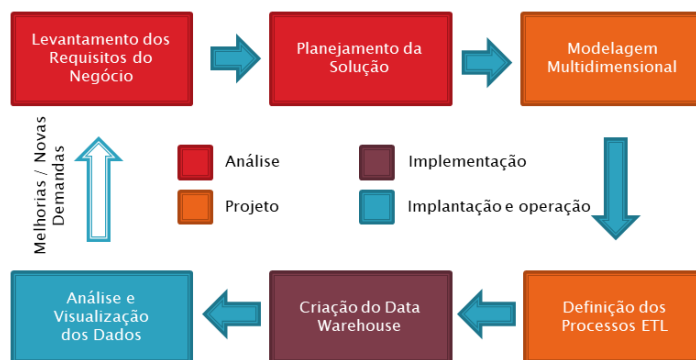 Levantamento dos
Requisitos do
Negócio
Planejamento da
Solução
Modelagem
Multidimensional
Melhorias / Novas
Demandas
Análise
Implementação
Projeto
Implantação e operação
Análise e
Visualização
dos Dados
Criação do Data
Warehouse
Definição dos
Processos ETL